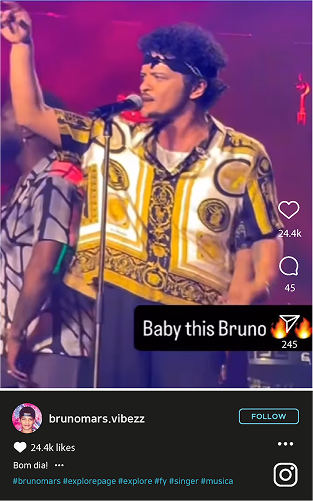 24.4k
45
Baby this Bruno 🔥🔥
245
brunomars.vibezz
FOLLOW
24.4k likes
Bom dia! •••
#brunomars #explorepage #explore #fy #singer #musica